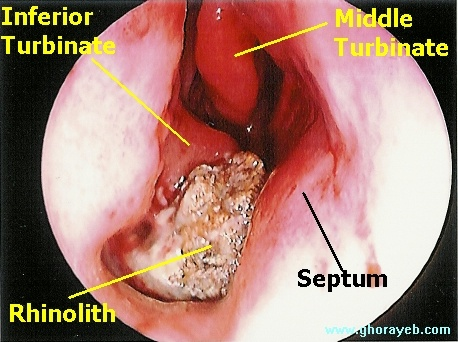 Inferior
Turbinate
Middle
Turbinate
Septum
Rhinolith
www.ghorayeb.com